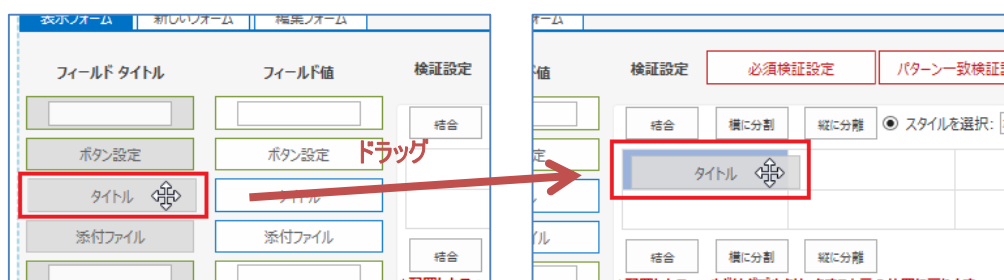 表示フォーム 新しいフォーム 編集フォーム
フィールド タイトル フィールド値 検証設定
結合
ボタン設定 ボタン設定
ドラッグ
タイトル タイトル
添付ファイル 添付ファイル
結合
検証設定 必須検証設定 パターン一致検証
結合 横に分割 縦に分離 スタイルを選択:
タイトル
結合 横に分割 縦に分離